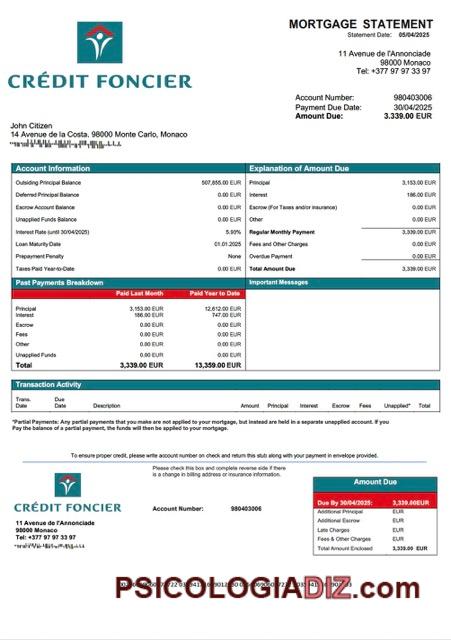 MORTGAGE STATEMENT
Statement Date: 05/04/2025
CRÉDIT FONCIER
11 Avenue de l'Annonciade
98000 Monaco
Tel: +377 97 97 33 97
Account Number: 980403006
Payment Due Date: 30/04/2025
Amount Due: 3.339.00 EUR
John Citizen
14 Avenue de la Costa, 98000 Monte Carlo, Monaco
Account Information
Outsiding Principal Balance 507,855.00 EUR
Deferred Principal Balance 0.00 EUR
Escrow Account Balance 0.00 EUR
Unapplied Funds Balance 0.00 EUR
Interest Rate (until 30/04/2025) 5.93%
Loan Maturity Date 01.01.2025
Prepayment Penalty None
Taxes Paid Year-to-Date 0.00 EUR
Explanation of Amount Due
Principal 3,153.00 EUR
Interest 186.00 EUR
Escrow (For Taxes and/or insurance) 0.00 EUR
Other 0.00 EUR
Regular Monthly Payment 3,339.00 EUR
Fees and Other Charges 0.00 EUR
Overdue Payment 0.00 EUR
Total Amount Due 3,339.00 EUR
Past Payments Breakdown
Paid Last Month Paid Year to Date
Principal 3,153.00 EUR 12,612.00 EUR
Interest 186.00 EUR 747.00 EUR
Escrow 0.00 EUR 0.00 EUR
Fees 0.00 EUR 0.00 EUR
Other 0.00 EUR 0.00 EUR
Unapplied Funds 0.00 EUR 0.00 EUR
Total 3,339.00 EUR 13,359.00 EUR
Important Messages
Transaction Activity
Trans. Date Due Date Description Amount Principal Interest Escrow Fees Unapplied* Total
*Partial Payments: Any partial payments that you make are not applied to your mortgage, but instead are held in a separate unapplied account. If you
Pay the balance of a partial payment, the funds will then be applied to your mortgage.
To ensure proper credit, please write account number on check and return this stub along with your payment in envelope provided.
Please check this box and complete reverse side if there
is a change in billing address or insurance information.
CRÉDIT FONCIER
11 Avenue de l'Annonciade
98000 Monaco
Tel: +377 97 97 33 97
Account Number: 980403006
Amount Due
Due By 30/04/2025: 3,339.00EUR
Additional Principal EUR
Additional Escrow EUR
Late Charges EUR
Fees & Other Charges EUR
Total Amount Enclosed 3,339.00 EUR
PSICOLOGIADIZ.com